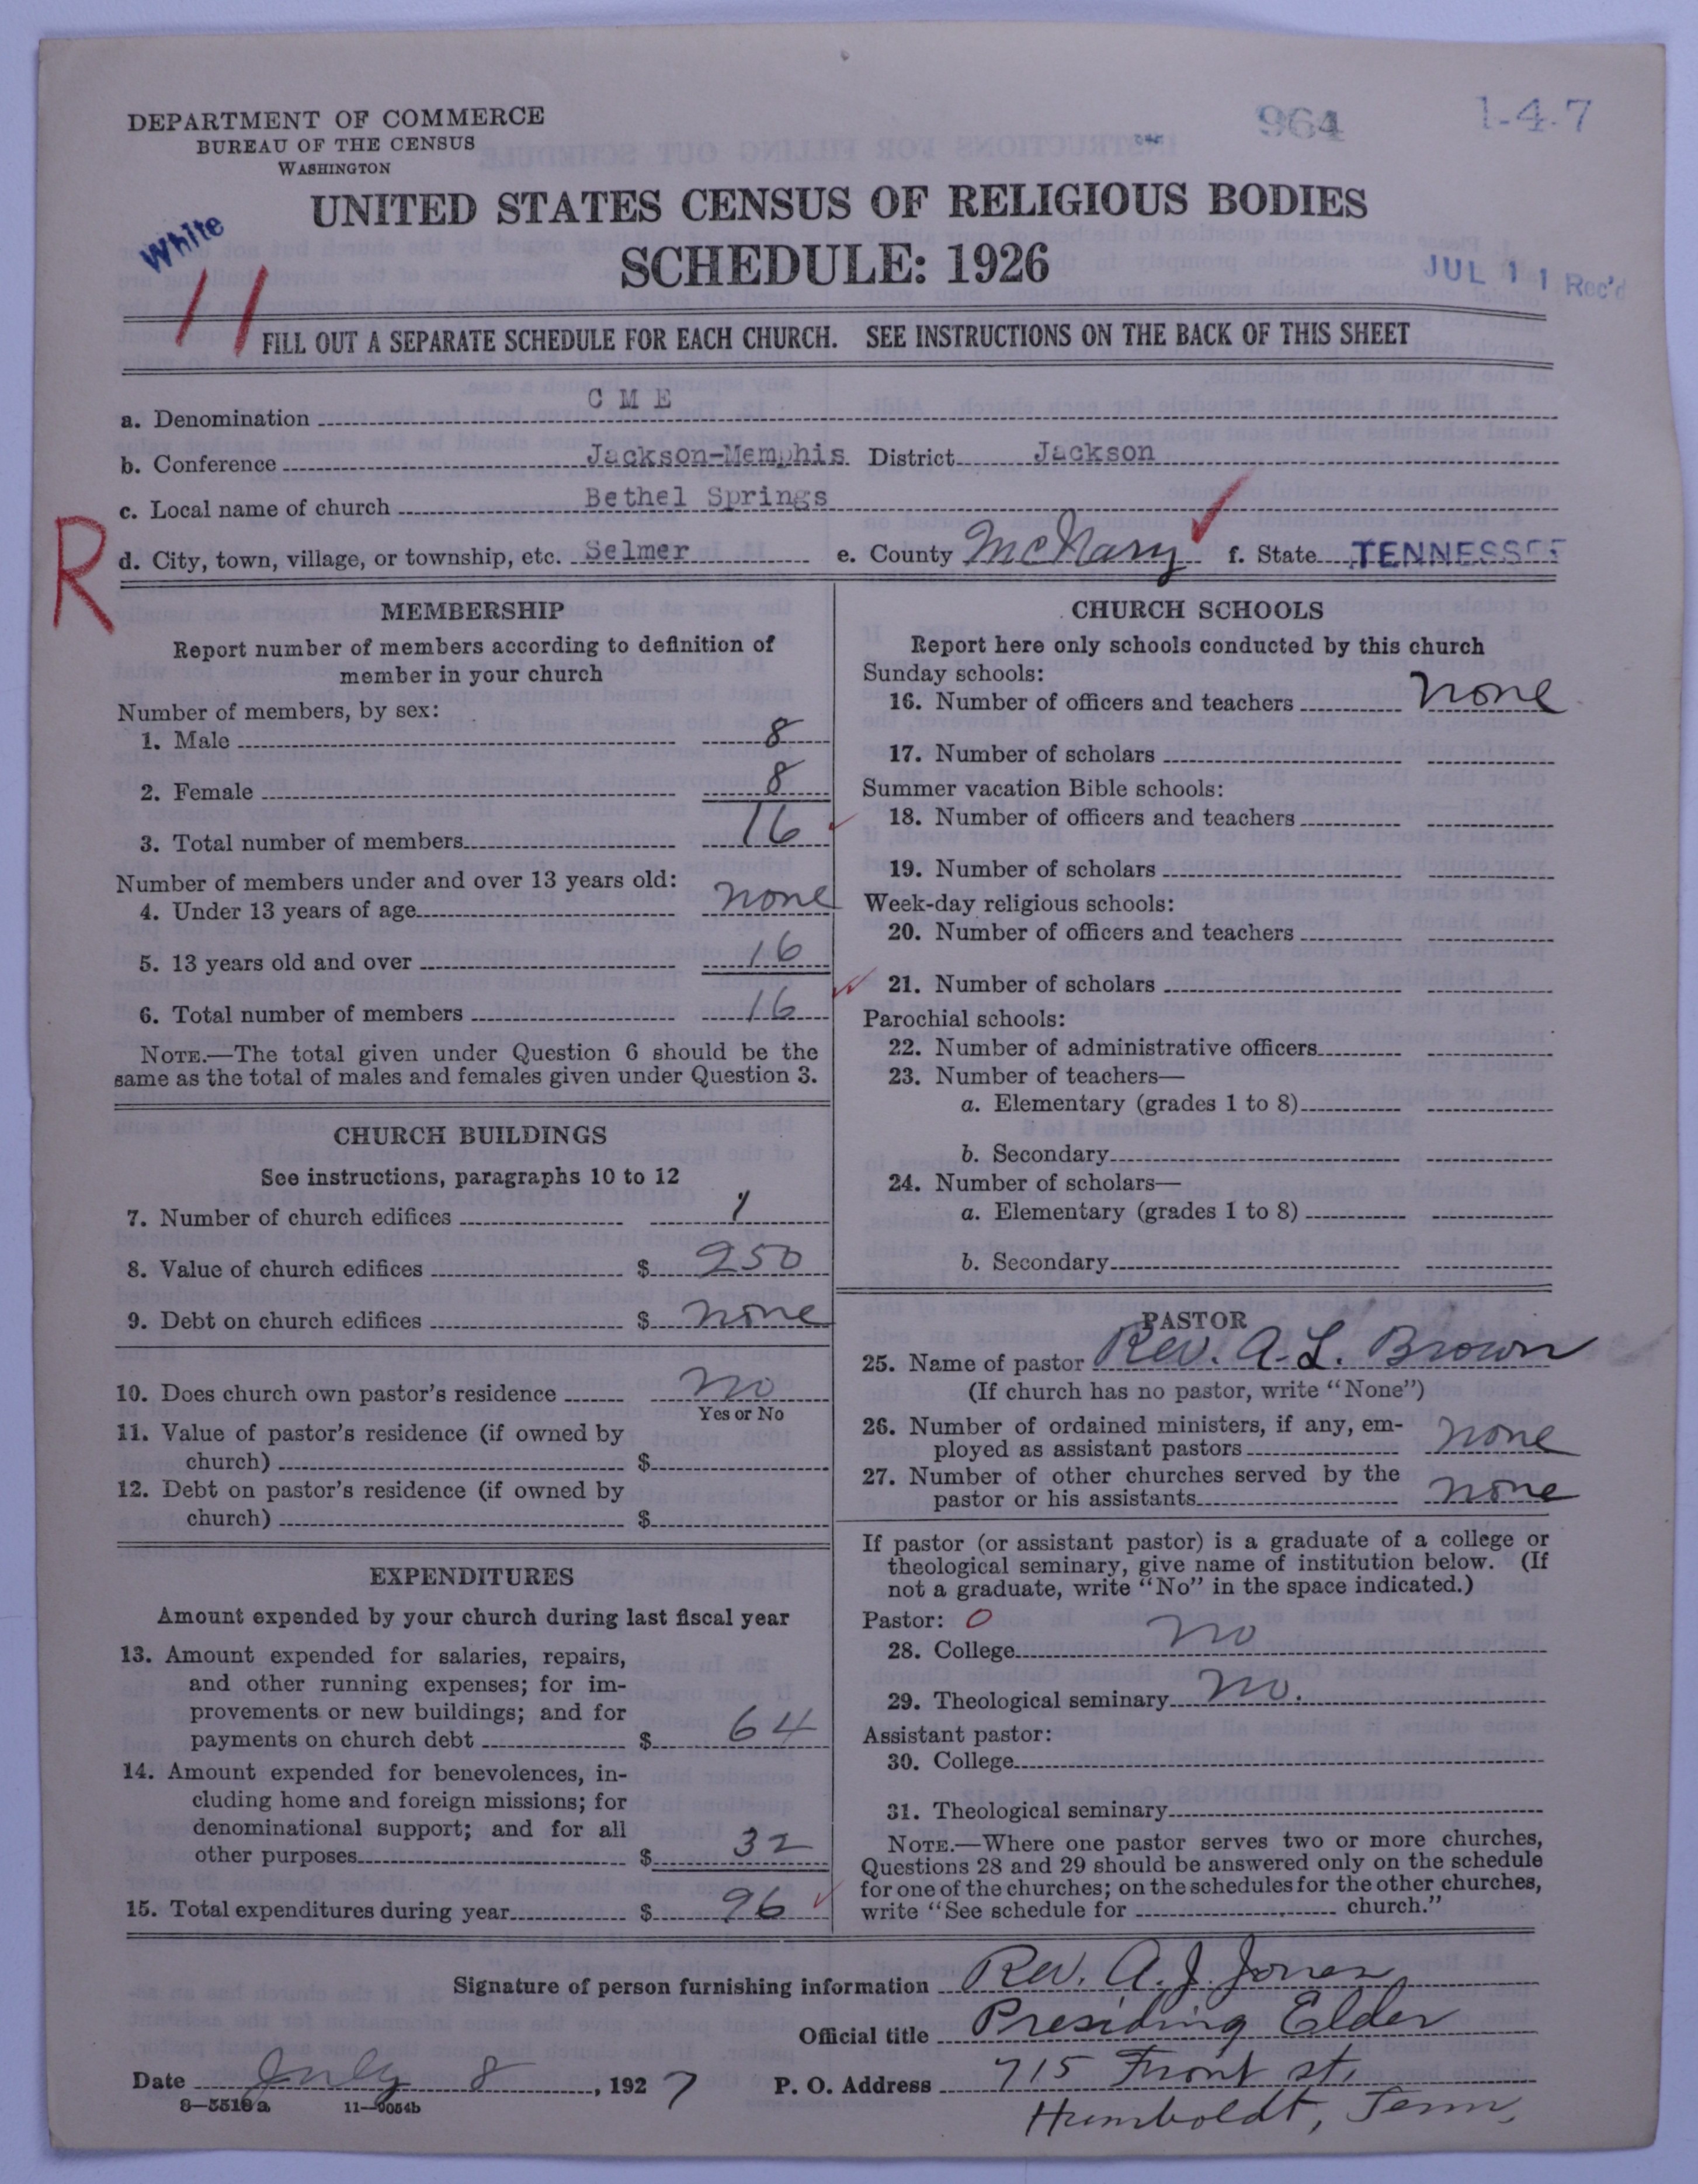 DEPARTMENT OF COMMERCE
BUREAU OF THE CENSUS
WASHINGTON
964
1-4-7
UNITED STATES CENSUS OF RELIGIOUS BODIES
White
SCHEDULE: 1926
JUL 11 Rec'd
11
FILL OUT A SEPARATE SCHEDULE FOR EACH CHURCH. SEE INSTRUCTIONS ON THE BACK OF THIS SHEET
a. Denomination CME
b. Conference Jackson-Memphis District Jackson
c. Local name of church Bethel Springs
R
d. City, town, village, or township, etc. Selmer e. County McNary f. State TENNESSEE
MEMBERSHIP
Report number of members according to definition of
member in your church
Number of members, by sex:
1. Male 8
2. Female 8
3. Total number of members 16
Number of members under and over 13 years old:
4. Under 13 years of age none
5. 13 years old and over 16
6. Total number of members 16
NOTE.—The total given under Question 6 should be the
same as the total of males and females given under Question 3.
CHURCH BUILDINGS
See instructions, paragraphs 10 to 12
7. Number of church edifices 1
8. Value of church edifices $ 250
9. Debt on church edifices $ none
10. Does church own pastor's residence no
Yes or No
11. Value of pastor's residence (if owned by
church) $
12. Debt on pastor's residence (if owned by
church) $
EXPENDITURES
Amount expended by your church during last fiscal year
13. Amount expended for salaries, repairs,
and other running expenses; for im-
provements or new buildings; and for
payments on church debt $ 64
14. Amount expended for benevolences, in-
cluding home and foreign missions; for
denominational support; and for all
other purposes $ 32
15. Total expenditures during year $ 96
CHURCH SCHOOLS
Report here only schools conducted by this church
Sunday schools:
16. Number of officers and teachers none
17. Number of scholars
Summer vacation Bible schools:
18. Number of officers and teachers
19. Number of scholars
Week-day religious schools:
20. Number of officers and teachers
21. Number of scholars
Parochial schools:
22. Number of administrative officers
23. Number of teachers—
a. Elementary (grades 1 to 8)
b. Secondary
24. Number of scholars—
a. Elementary (grades 1 to 8)
b. Secondary
PASTOR
25. Name of pastor Rev. A. L. Brown
(If church has no pastor, write "None")
26. Number of ordained ministers, if any, em-
ployed as assistant pastors none
27. Number of other churches served by the
pastor or his assistants none
If pastor (or assistant pastor) is a graduate of a college or
theological seminary, give name of institution below. (If
not a graduate, write "No" in the space indicated.)
Pastor: 0
28. College no
29. Theological seminary no.
Assistant pastor:
30. College
31. Theological seminary
NOTE.—Where one pastor serves two or more churches,
Questions 28 and 29 should be answered only on the schedule
for one of the churches; on the schedules for the other churches,
write "See schedule for church."
Signature of person furnishing information Rev. A. J. Jones
Official title Presiding Elder
Date July 8, 1927 P. O. Address 715 Front st,
8-5518a 11-9054b
Humboldt, Tenn,